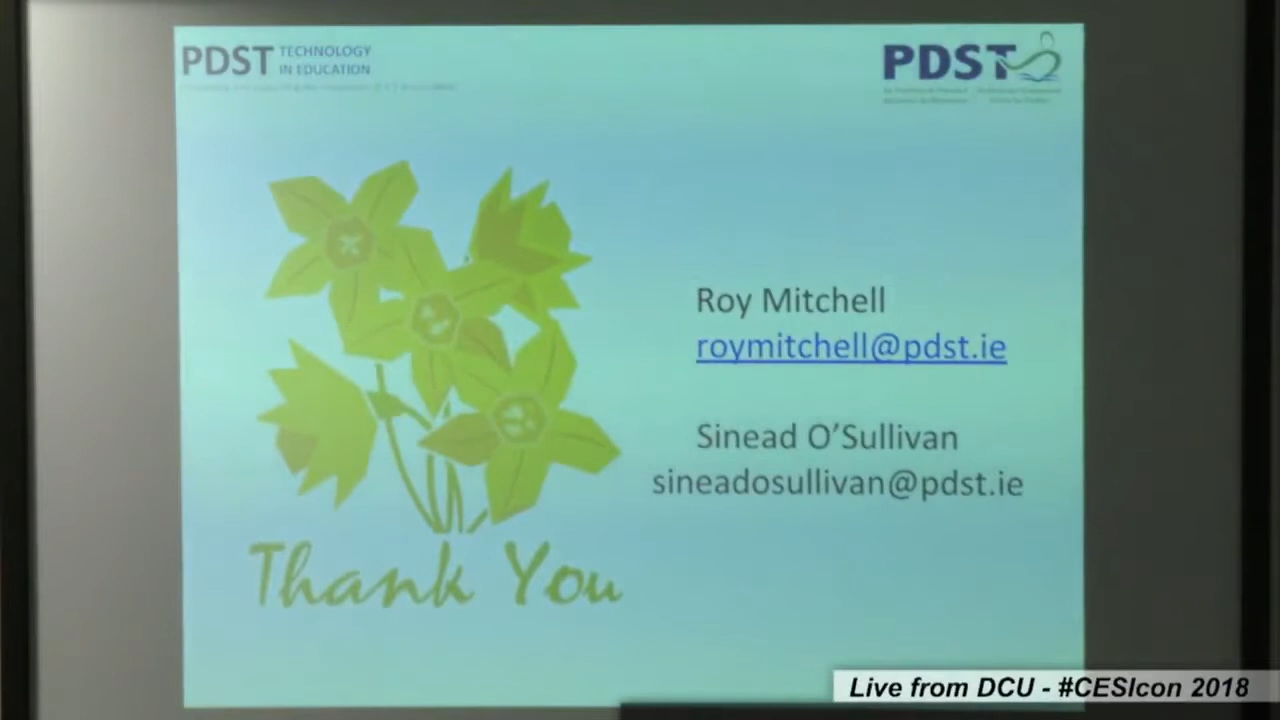 PDST TECHNOLOGY
IN EDUCATION
PDST
Roy Mitchell
roymitchell@pdst.ie
Sinead O’Sullivan
sineadosullivan@pdst.ie
Thank You
Live from DCU - #CESIcon 2018